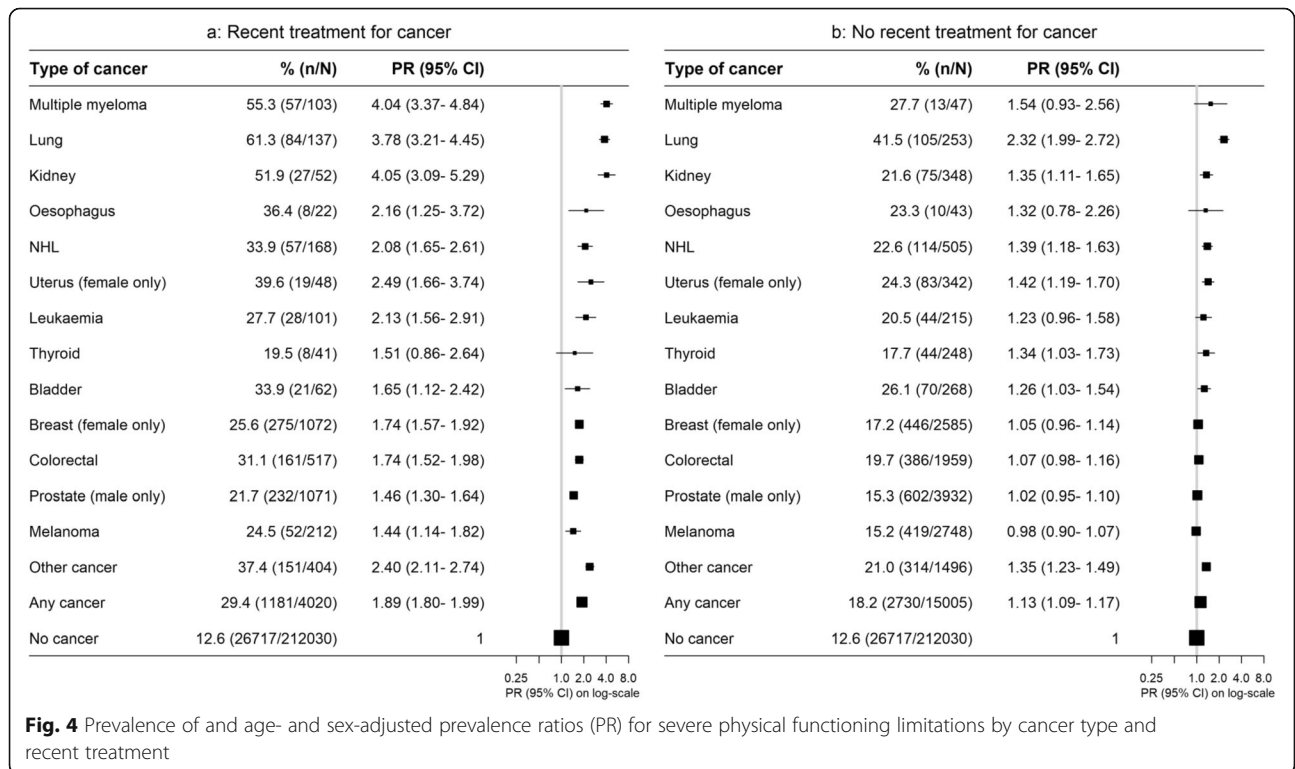 a: Recent treatment for cancer
Type of cancer % (n/N) PR (95% CI)
Multiple myeloma 55.3 (57/103) 4.04 (3.37- 4.84)
Lung 61.3 (84/137) 3.78 (3.21- 4.45)
Kidney 51.9 (27/52) 4.05 (3.09- 5.29)
Oesophagus 36.4 (8/22) 2.16 (1.25- 3.72)
NHL 33.9 (57/168) 2.08 (1.65- 2.61)
Uterus (female only) 39.6 (19/48) 2.49 (1.66- 3.74)
Leukaemia 27.7 (28/101) 2.13 (1.56- 2.91)
Thyroid 19.5 (8/41) 1.51 (0.86- 2.64)
Bladder 33.9 (21/62) 1.65 (1.12- 2.42)
Breast (female only) 25.6 (275/1072) 1.74 (1.57- 1.92)
Colorectal 31.1 (161/517) 1.74 (1.52- 1.98)
Prostate (male only) 21.7 (232/1071) 1.46 (1.30- 1.64)
Melanoma 24.5 (52/212) 1.44 (1.14- 1.82)
Other cancer 37.4 (151/404) 2.40 (2.11- 2.74)
Any cancer 29.4 (1181/4020) 1.89 (1.80- 1.99)
No cancer 12.6 (26717/212030) 1
0.25 1.0 2.0 4.0 8.0
PR (95% CI) on log-scale
b: No recent treatment for cancer
Type of cancer % (n/N) PR (95% CI)
Multiple myeloma 27.7 (13/47) 1.54 (0.93- 2.56)
Lung 41.5 (105/253) 2.32 (1.99- 2.72)
Kidney 21.6 (75/348) 1.35 (1.11- 1.65)
Oesophagus 23.3 (10/43) 1.32 (0.78- 2.26)
NHL 22.6 (114/505) 1.39 (1.18- 1.63)
Uterus (female only) 24.3 (83/342) 1.42 (1.19- 1.70)
Leukaemia 20.5 (44/215) 1.23 (0.96- 1.58)
Thyroid 17.7 (44/248) 1.34 (1.03- 1.73)
Bladder 26.1 (70/268) 1.26 (1.03- 1.54)
Breast (female only) 17.2 (446/2585) 1.05 (0.96- 1.14)
Colorectal 19.7 (386/1959) 1.07 (0.98- 1.16)
Prostate (male only) 15.3 (602/3932) 1.02 (0.95- 1.10)
Melanoma 15.2 (419/2748) 0.98 (0.90- 1.07)
Other cancer 21.0 (314/1496) 1.35 (1.23- 1.49)
Any cancer 18.2 (2730/15005) 1.13 (1.09- 1.17)
No cancer 12.6 (26717/212030) 1
0.25 1.0 2.0 4.0 8.0
PR (95% CI) on log-scale
Fig. 4 Prevalence of and age- and sex-adjusted prevalence ratios (PR) for severe physical functioning limitations by cancer type and
recent treatment